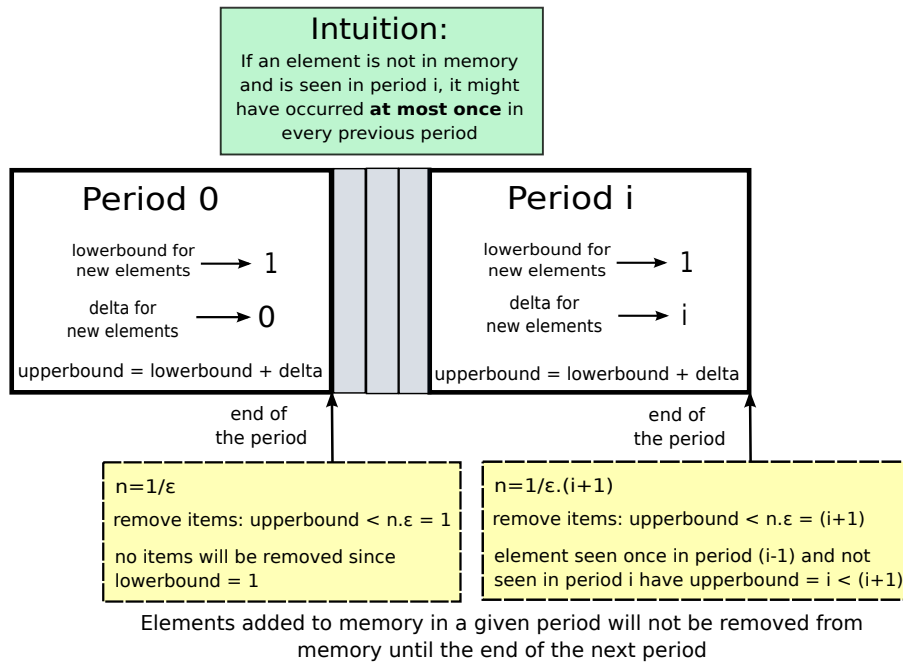 Intuition:
If an element is not in memory
and is seen in period i, it might
have occurred at most once in
every previous period
Period 0
lowerbound for
new elements
1
delta for
new elements
0
upperbound = lowerbound + delta
Period i
lowerbound for
new elements
1
delta for
new elements
i
upperbound = lowerbound + delta
end of
the period
end of
the period
n=1/ε
remove items: upperbound < n.ε = 1
no items will be removed since
lowerbound = 1
n=1/ε.(i+1)
remove items: upperbound < n.ε = (i+1)
element seen once in period (i-1) and not
seen in period i have upperbound = i < (i+1)
Elements added to memory in a given period will not be removed from
memory until the end of the next period